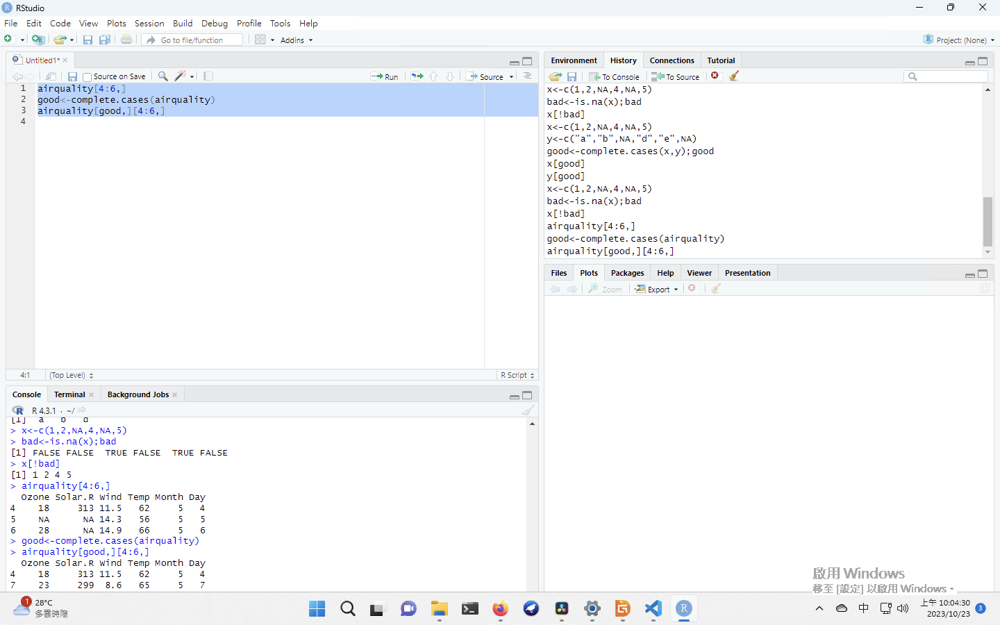 RStudio
File Edit Code View Plots Session Build Debug Profile Tools Help
Go to file/function Addins Project: (None)
Untitled1*
Source on Save Run Source
1 airquality[4:6,]
2 good<-complete.cases(airquality)
3 airquality[good,][4:6,]
4
4:1 (Top Level) R Script
Console Terminal Background Jobs
R 4.3.1 · ~/
[1] a b d
> x<-c(1,2,NA,4,NA,5)
> bad<-is.na(x);bad
[1] FALSE FALSE  TRUE FALSE  TRUE FALSE
> x[!bad]
[1] 1 2 4 5
> airquality[4:6,]
  Ozone Solar.R Wind Temp Month Day
4    18     313 11.5   62     5   4
5    NA      NA 14.3   56     5   5
6    28      NA 14.9   66     5   6
> good<-complete.cases(airquality)
> airquality[good,][4:6,]
  Ozone Solar.R Wind Temp Month Day
4    18     313 11.5   62     5   4
7    23     299  8.6   65     5   7
Environment History Connections Tutorial
To Console To Source
x<-c(1,2,NA,4,NA,5)
bad<-is.na(x);bad
x[!bad]
x<-c(1,2,NA,4,NA,5)
y<-c("a","b",NA,"d","e",NA)
good<-complete.cases(x,y);good
x[good]
y[good]
x<-c(1,2,NA,4,NA,5)
bad<-is.na(x);bad
x[!bad]
airquality[4:6,]
good<-complete.cases(airquality)
airquality[good,][4:6,]
Files Plots Packages Help Viewer Presentation
Zoom Export
啟用 Windows
移至 [設定] 以啟用 Windows。
1 28°C
多雲時陰
中 上午 10:04:30 3
2023/10/23